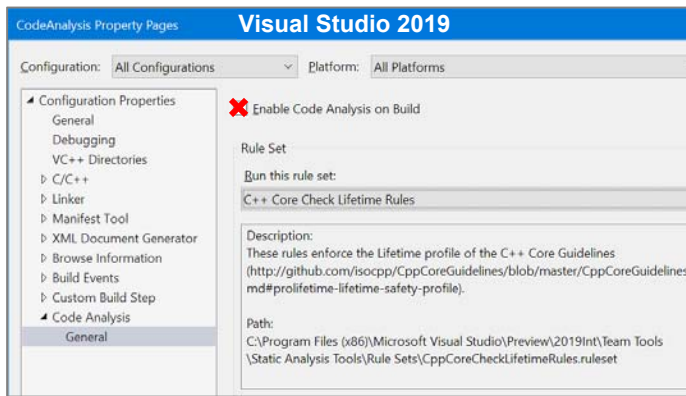 CodeAnalysis Property Pages
Visual Studio 2019
Configuration: All Configurations
Platform: All Platforms
Configuration Properties
General
Debugging
VC++ Directories
C/C++
Linker
Manifest Tool
XML Document Generator
Browse Information
Build Events
Custom Build Step
Code Analysis
General
Enable Code Analysis on Build
Rule Set
Run this rule set:
C++ Core Check Lifetime Rules
Description:
These rules enforce the Lifetime profile of the C++ Core Guidelines
(http://github.com/isocpp/CppCoreGuidelines/blob/master/CppCoreGuidelines
md#prolifetime-lifetime-safety-profile).
Path:
C:\Program Files (x86)\Microsoft Visual Studio\Preview\2019Int\Team Tools
\Static Analysis Tools\Rule Sets\CppCoreCheckLifetimeRules.ruleset